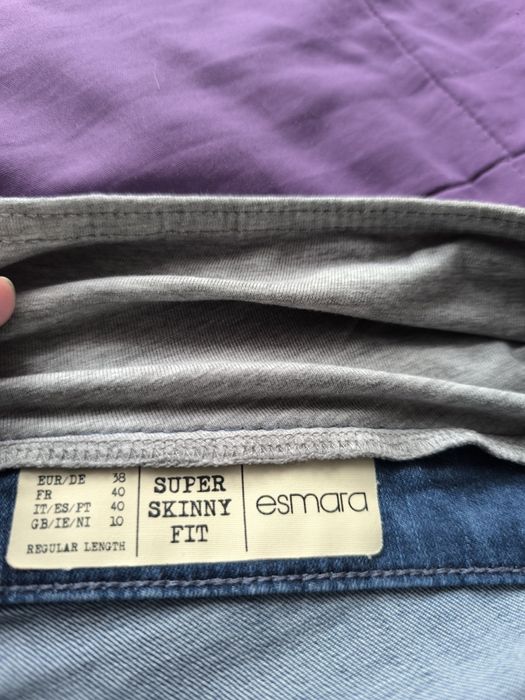 EUR/DE 38
FR 40
IT/ES/PT 40
GB/IE/NI 10
REGULAR LENGTH
SUPER
SKINNY
FIT
esmara